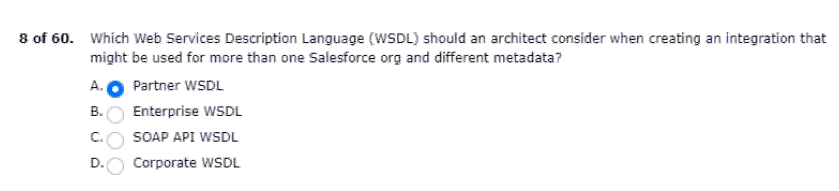 8 of 60. Which Web Services Description Language (WSDL) should an architect consider when creating an integration that
might be used for more than one Salesforce org and different metadata?
A. Partner WSDL
B. Enterprise WSDL
C. SOAP API WSDL
D. Corporate WSDL